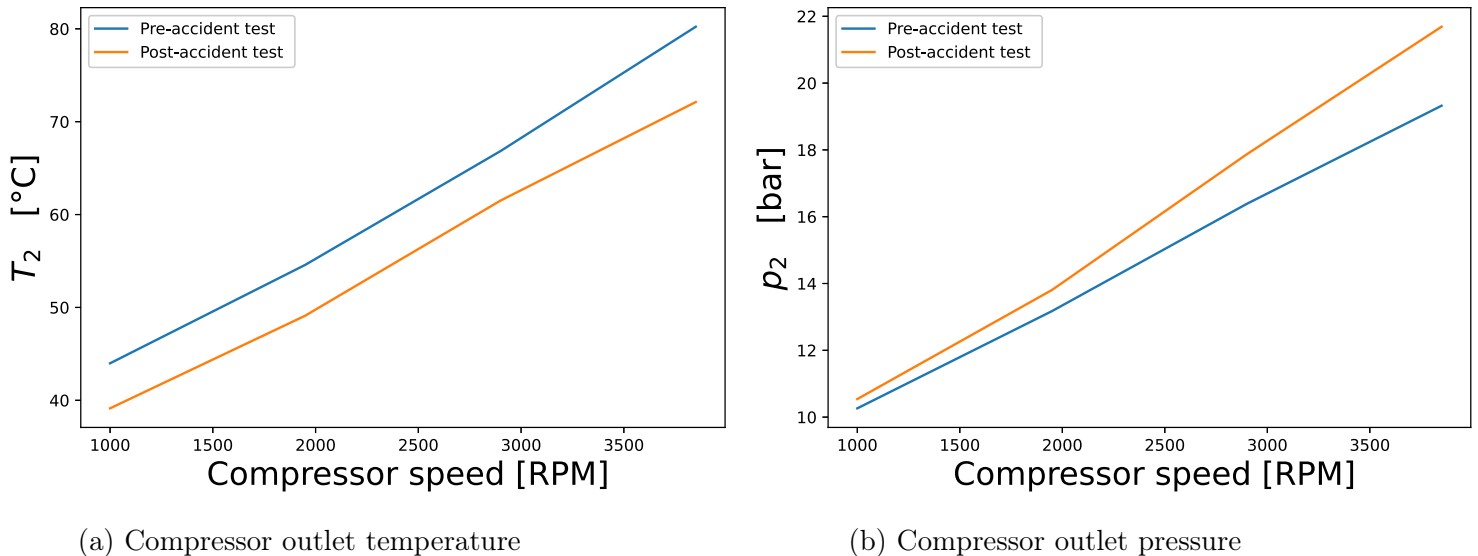 Pre-accident test
Post-accident test
80
70
60
50
40
T2 [°C]
1000 1500 2000 2500 3000 3500
Compressor speed [RPM]
(a) Compressor outlet temperature
Pre-accident test
Post-accident test
22
20
18
16
14
12
10
p2 [bar]
1000 1500 2000 2500 3000 3500
Compressor speed [RPM]
(b) Compressor outlet pressure